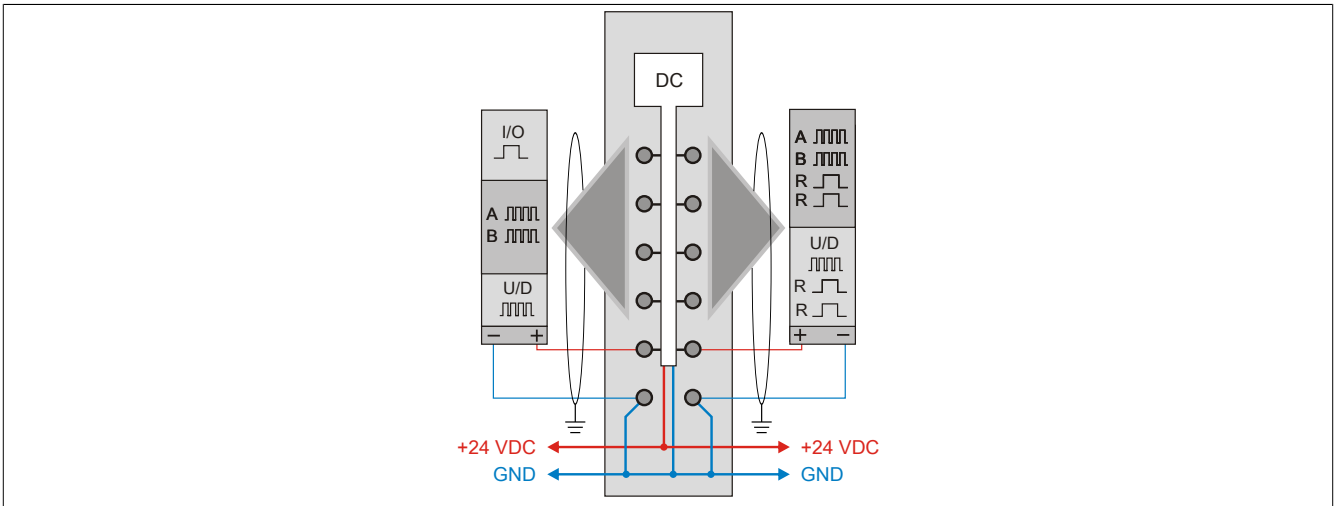 DC
I/O
A
B
U/D
− +
A
B
R
R
U/D
R
R
+ −
+24 VDC
+24 VDC
GND
GND